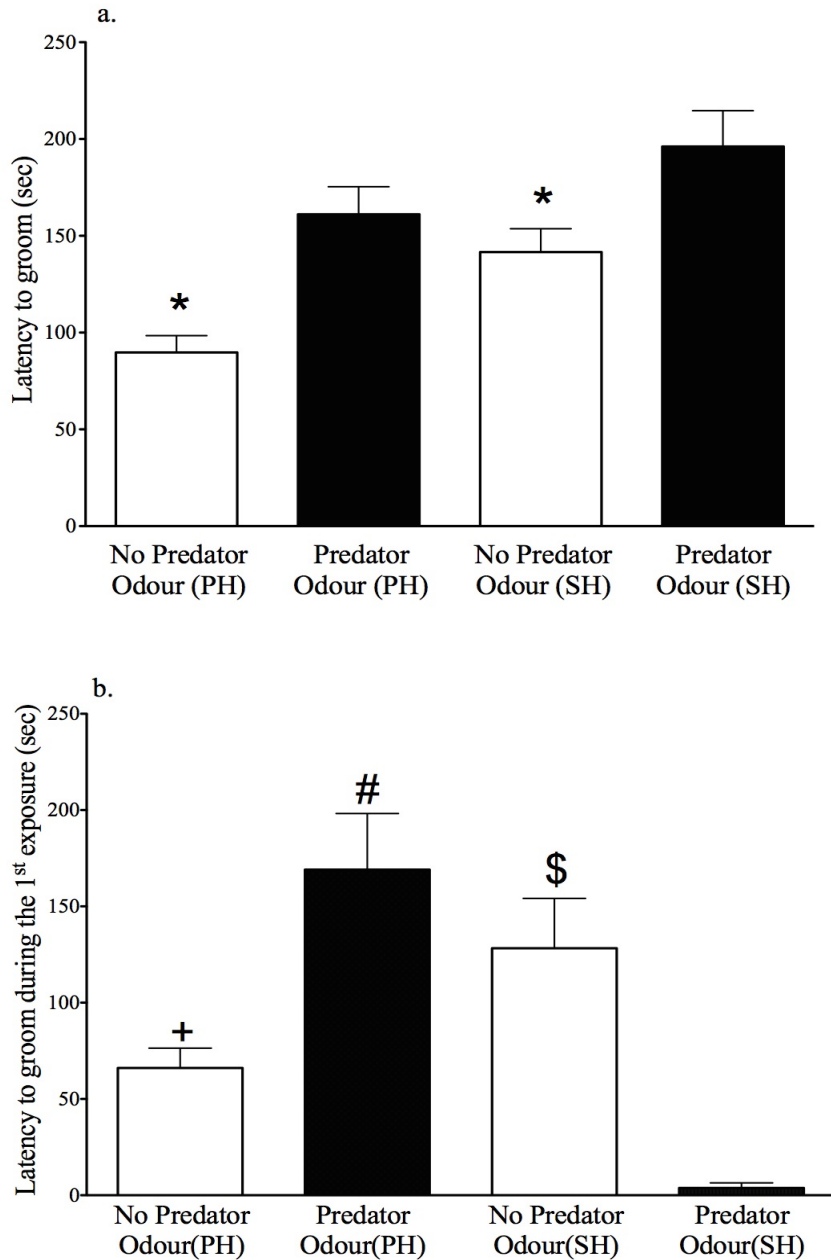 a.
Latency to groom (sec)
250
200
150
100
50
0
*
*
No Predator
Odour (PH)
Predator
Odour (PH)
No Predator
Odour (SH)
Predator
Odour (SH)
b.
Latency to groom during the 1st exposure (sec)
250
200
150
100
50
0
+
#
$
No Predator
Odour(PH)
Predator
Odour(PH)
No Predator
Odour(SH)
Predator
Odour(SH)